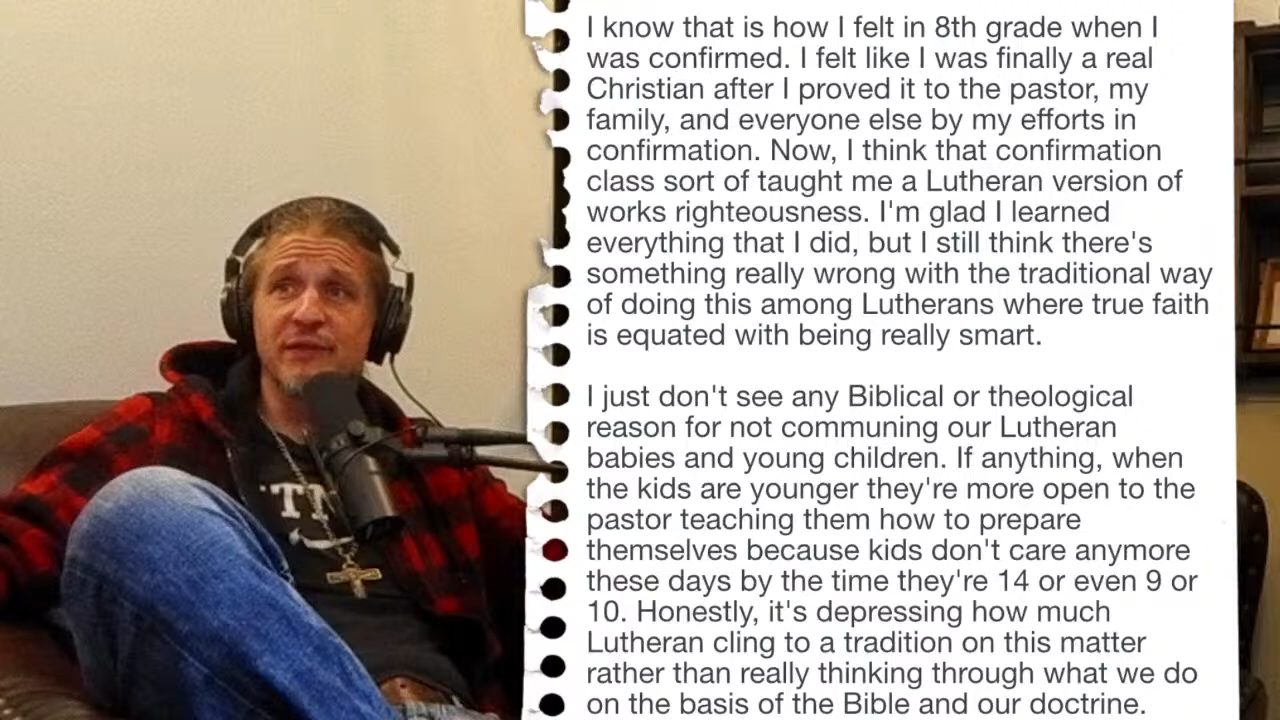 I know that is how I felt in 8th grade when I
was confirmed. I felt like I was finally a real
Christian after I proved it to the pastor, my
family, and everyone else by my efforts in
confirmation. Now, I think that confirmation
class sort of taught me a Lutheran version of
works righteousness. I'm glad I learned
everything that I did, but I still think there's
something really wrong with the traditional way
of doing this among Lutherans where true faith
is equated with being really smart.
I just don't see any Biblical or theological
reason for not communing our Lutheran
babies and young children. If anything, when
the kids are younger they're more open to the
pastor teaching them how to prepare
themselves because kids don't care anymore
these days by the time they're 14 or even 9 or
10. Honestly, it's depressing how much
Lutheran cling to a tradition on this matter
rather than really thinking through what we do
on the basis of the Bible and our doctrine.